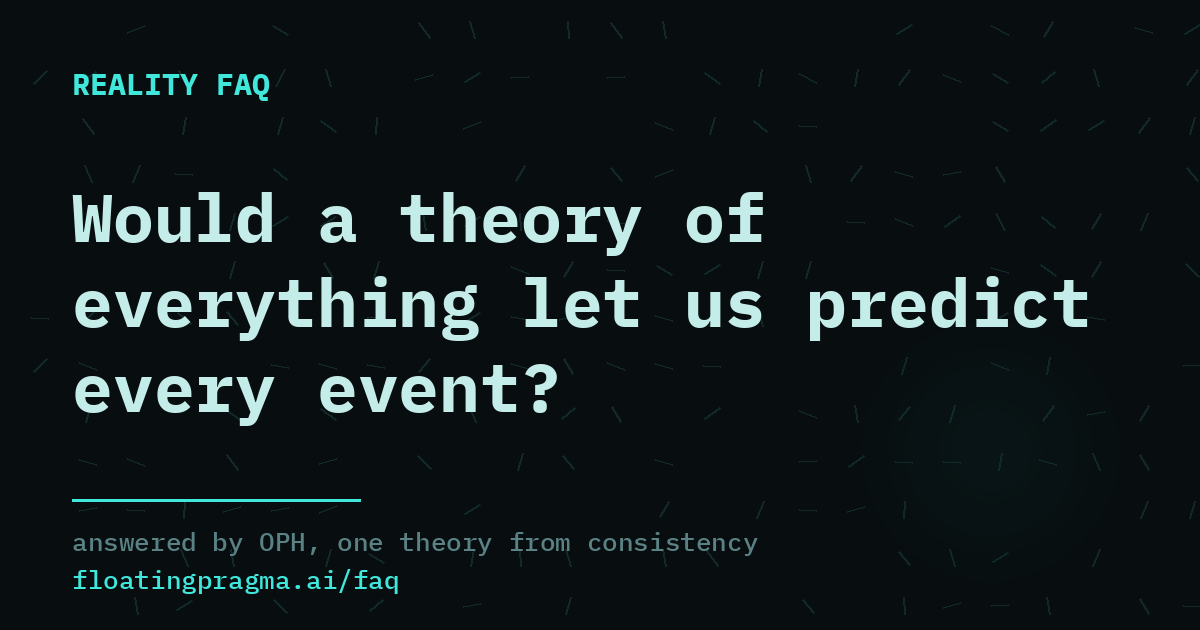 REALITY FAQ
Would a theory of
everything let us predict
every event?
answered by OPH, one theory from consistency
floatingpragma.ai/faq